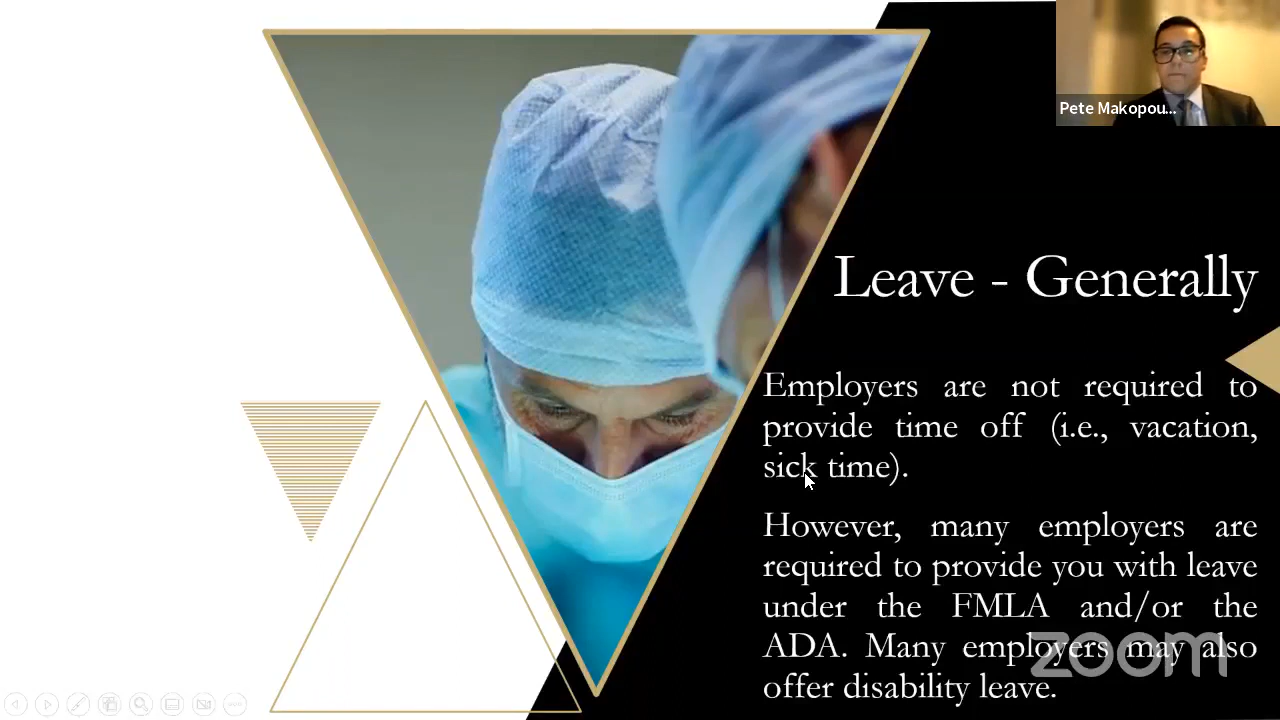 Pete Makopou...
Leave - Generally
Employers are not required to
provide time off (i.e., vacation,
sick time).
However, many employers are
required to provide you with leave
under the FMLA and/or the
ADA. Many employers may also
offer disability leave.
zoom